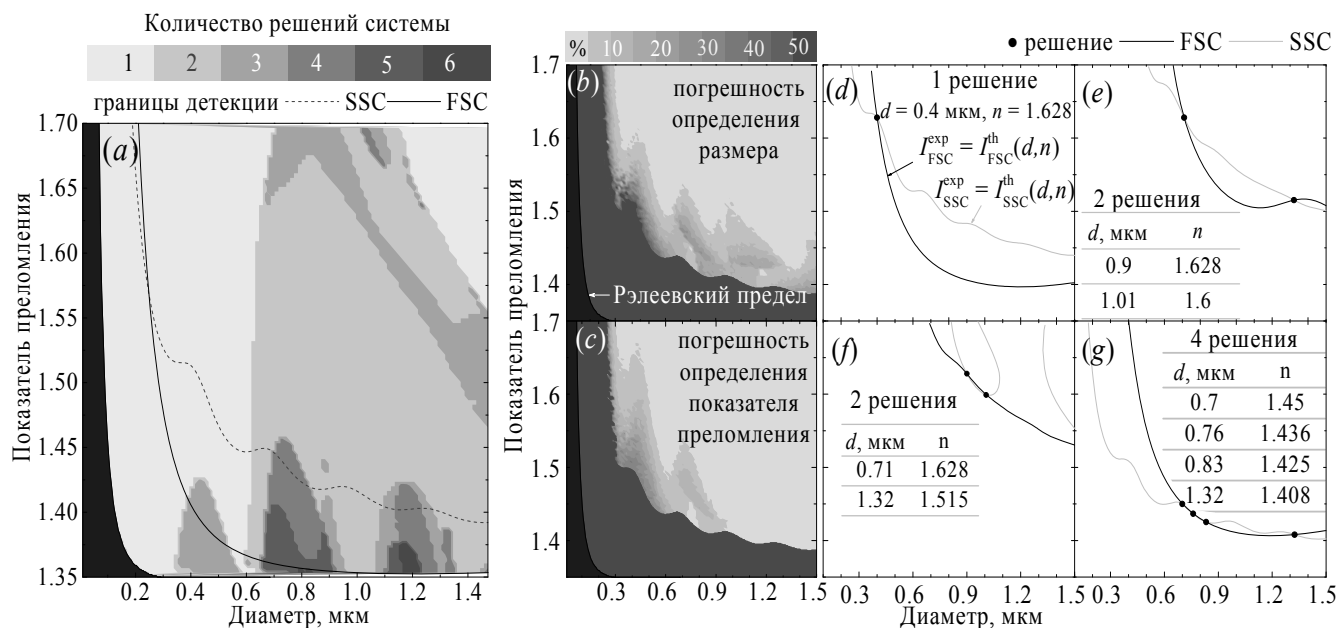 Количество решений системы
1 2 3 4 5 6
границы детекции SSC FSC
(a)
1.70
1.65
1.60
1.55
1.50
1.45
1.40
1.35
Показатель преломления
0.0 0.2 0.4 0.6 0.8 1.0 1.2 1.4
Диаметр, мкм
% 10 20 30 40 50
(b)
погрешность
определения
размера
Рэлеевский предел
1.7
1.6
1.5
1.4
Показатель преломления
(c)
погрешность
определения
показателя
преломления
1.7
1.6
1.5
1.4
0.3 0.6 0.9 1.2 1.5
решение FSC SSC
(d)
1 решение
d = 0.4 мкм, n = 1.628
I exp FSC = I th FSC (d,n)
I exp SSC = I th SSC (d,n)
(e)
2 решения
d, мкм n
0.9 1.628
1.01 1.6
(f)
2 решения
d, мкм n
0.71 1.628
1.32 1.515
(g)
4 решения
d, мкм n
0.7 1.45
0.76 1.436
0.83 1.425
1.32 1.408
0.3 0.6 0.9 1.2 0.3 0.6 0.9 1.2 1.5
Диаметр, мкм